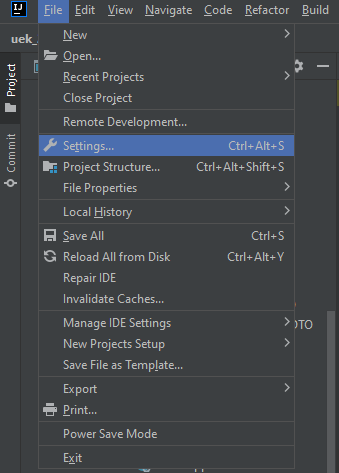 IJ File Edit View Navigate Code Refactor Build
uek_
Project
Commit
New
Open...
Recent Projects
Close Project
Remote Development...
Settings... Ctrl+Alt+S
Project Structure... Ctrl+Alt+Shift+S
File Properties
Local History
Save All Ctrl+S
Reload All from Disk Ctrl+Alt+Y
Repair IDE
Invalidate Caches...
Manage IDE Settings
OTO
New Projects Setup
Save File as Template...
Export
Print...
Power Save Mode
Exit